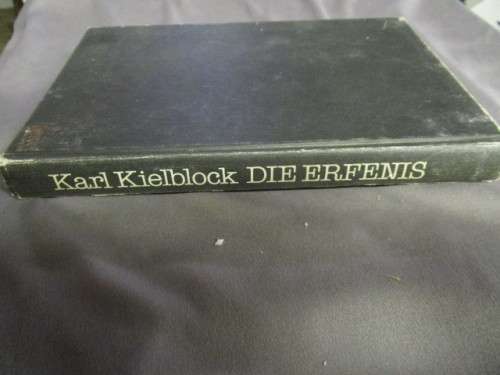 Karl Kielblock DIE ERFENIS